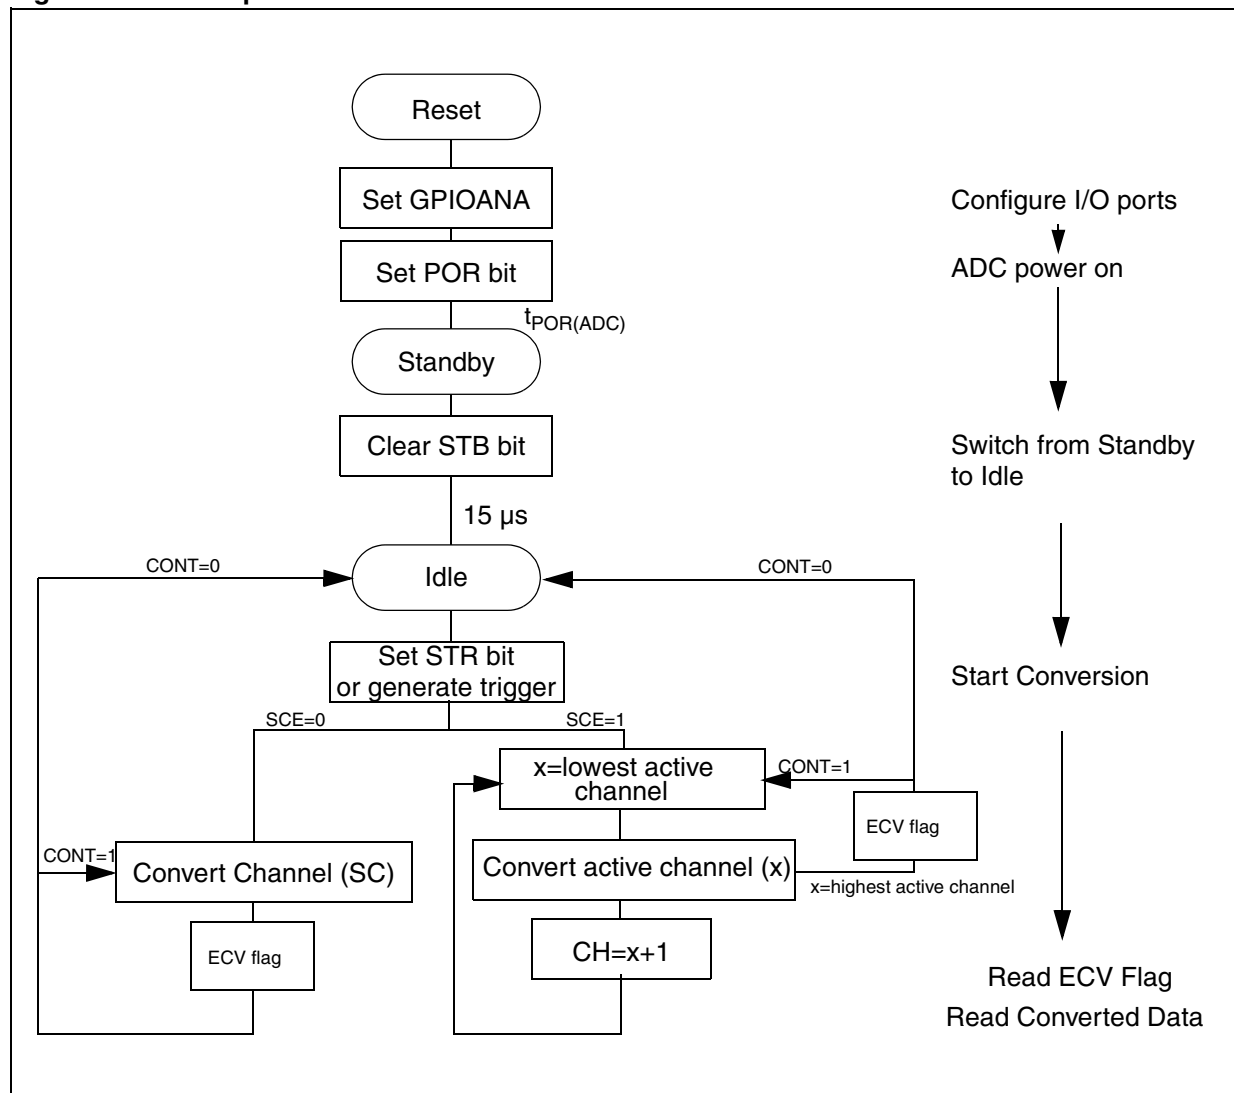 Reset
Set GPIOANA
Set POR bit
tPOR(ADC)
Standby
Clear STB bit
15 µs
CONT=0
Idle
CONT=0
Set STR bit
or generate trigger
SCE=0
SCE=1
x=lowest active
channel
CONT=1
ECV flag
CONT=1
Convert Channel (SC)
Convert active channel (x)
x=highest active channel
ECV flag
CH=x+1
Configure I/O ports
ADC power on
Switch from Standby
to Idle
Start Conversion
Read ECV Flag
Read Converted Data